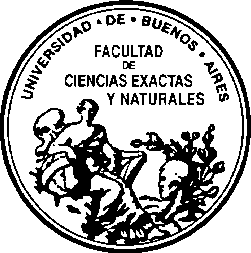 UNIVERSIDAD • DE • BUENOS • AIRES
FACULTAD
DE
CIENCIAS EXACTAS
Y NATURALES